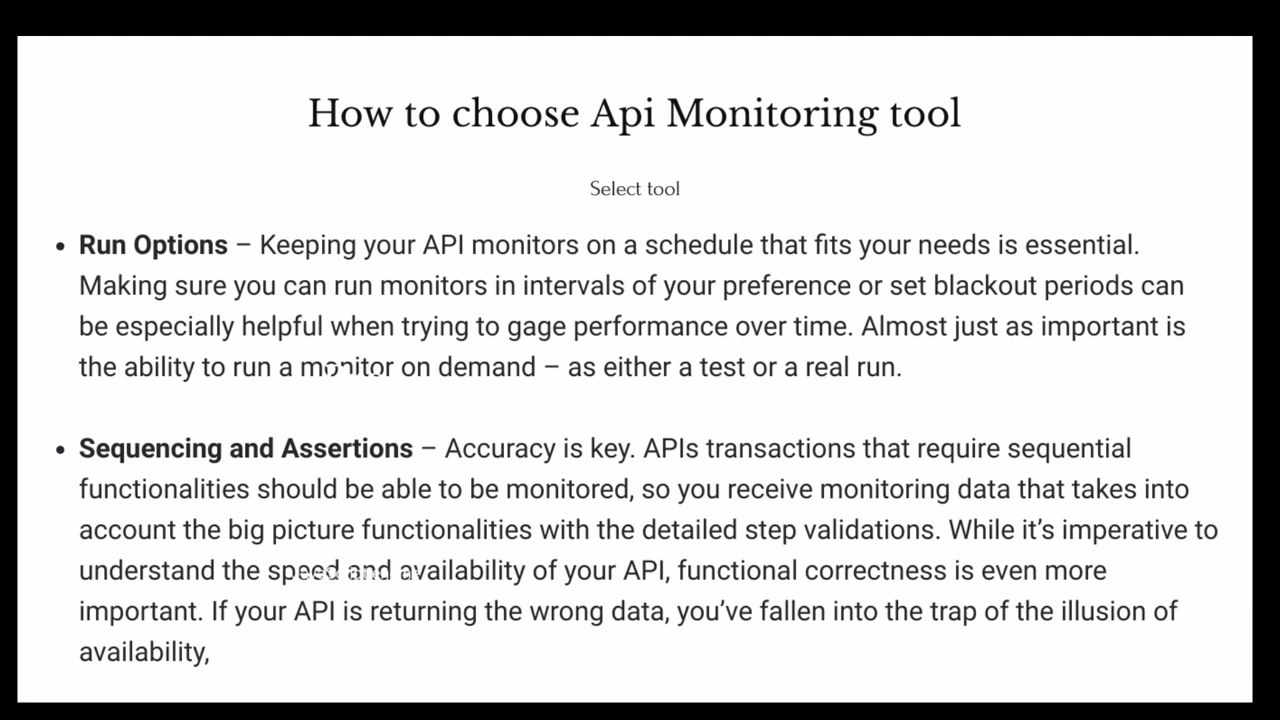 How to choose Api Monitoring tool
Select tool
• Run Options – Keeping your API monitors on a schedule that fits your needs is essential.
Making sure you can run monitors in intervals of your preference or set blackout periods can
be especially helpful when trying to gage performance over time. Almost just as important is
the ability to run a monitor on demand – as either a test or a real run.
• Sequencing and Assertions – Accuracy is key. APIs transactions that require sequential
functionalities should be able to be monitored, so you receive monitoring data that takes into
account the big picture functionalities with the detailed step validations. While it’s imperative to
understand the speed and availability of your API, functional correctness is even more
important. If your API is returning the wrong data, you’ve fallen into the trap of the illusion of
availability,